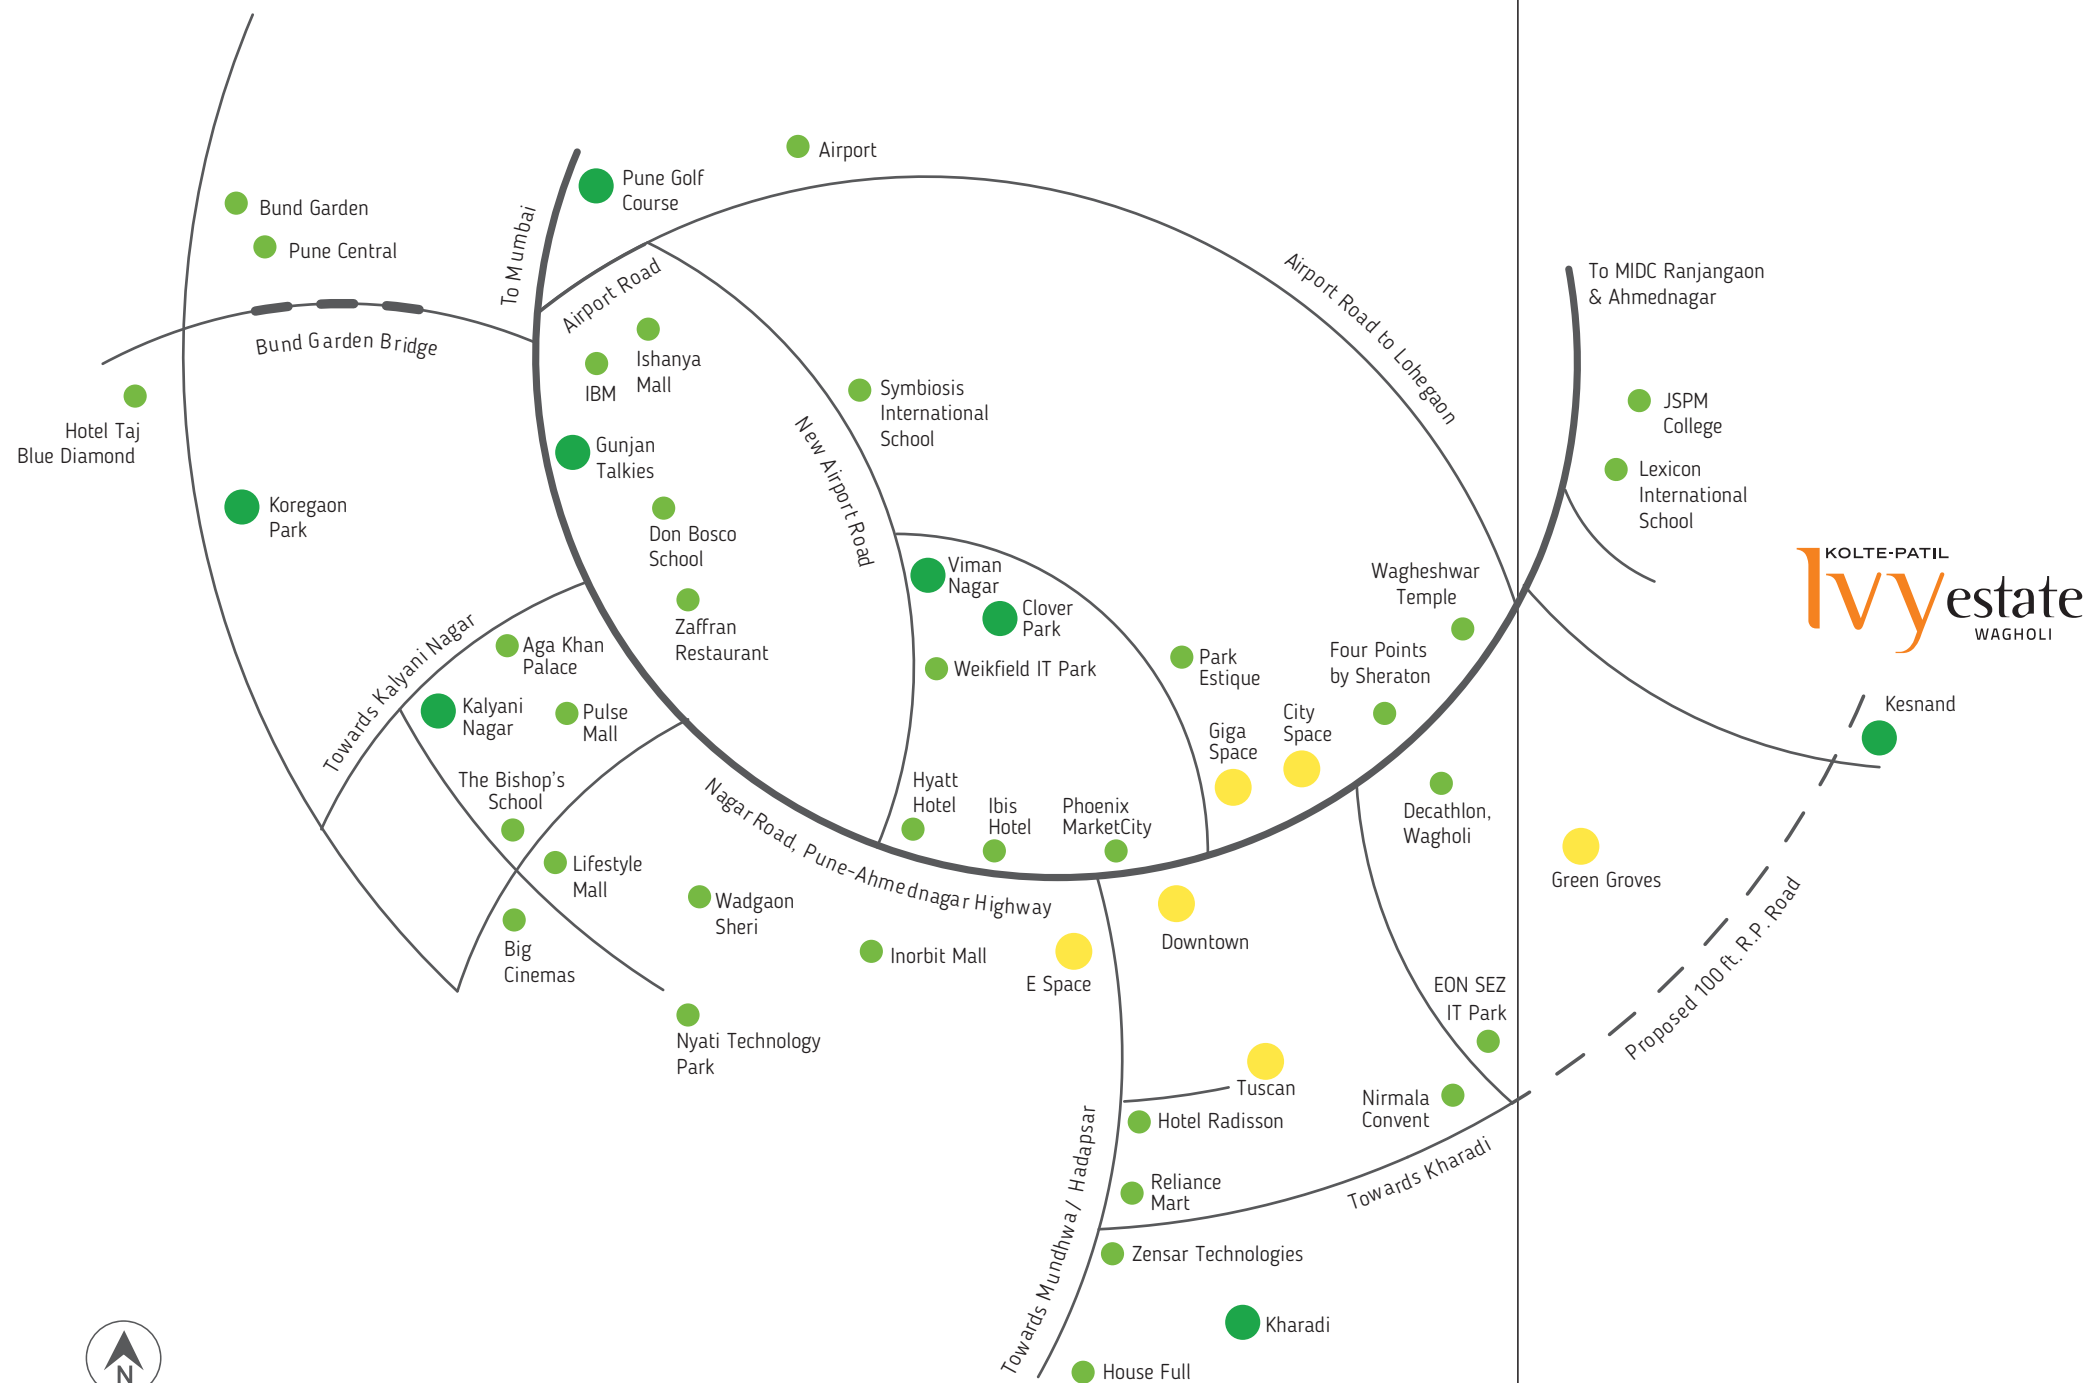 Airport
Pune Golf
Course
Bund Garden
Pune Central
To Mumbai
Airport Road
Airport Road to Lohegaon
To MIDC Ranjangaon
& Ahmednagar
Bund Garden Bridge
Ishanya
Mall
IBM
Symbiosis
International
School
JSPM
College
Hotel Taj
Blue Diamond
Gunjan
Talkies
New Airport Road
Lexicon
International
School
Koregaon
Park
Don Bosco
School
KOLTE-PATIL
Ivy estate
WAGHOLI
Viman
Nagar
Wagheshwar
Temple
Clover
Park
Zaffran
Restaurant
Towards Kalyani Nagar
Aga Khan
Palace
Weikfield IT Park
Park
Estique
Four Points
by Sheraton
Kalyani
Nagar
Pulse
Mall
Giga
Space
City
Space
Kesnand
The Bishop's
School
Nagar Road, Pune-Ahmednagar Highway
Hyatt
Hotel
Ibis
Hotel
Phoenix
MarketCity
Decathlon,
Wagholi
Lifestyle
Mall
Green Groves
Wadgaon
Sheri
Big
Cinemas
Inorbit Mall
E Space
Downtown
Proposed 100 ft. R.P. Road
EON SEZ
IT Park
Nyati Technology
Park
Tuscan
Nirmala
Convent
Hotel Radisson
Towards Kharadi
Reliance
Mart
Towards Mundhwa/ Hadapsar
Zensar Technologies
Kharadi
House Full
N